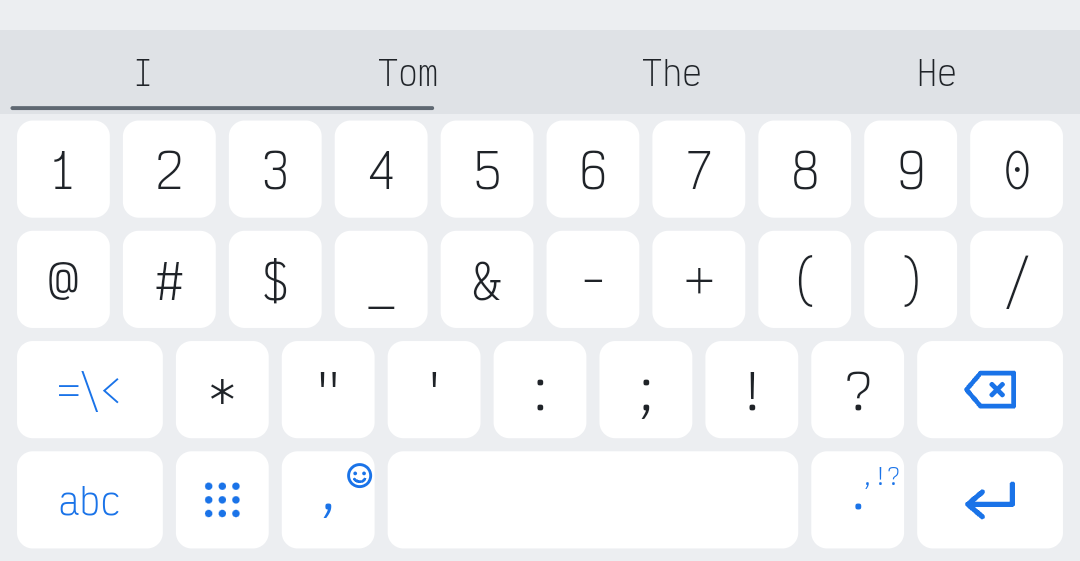 I Tom The He
1 2 3 4 5 6 7 8 9 0
@ # $ _ & - + ( ) /
=\< * " ' : ; ! ?
abc , . ,!?